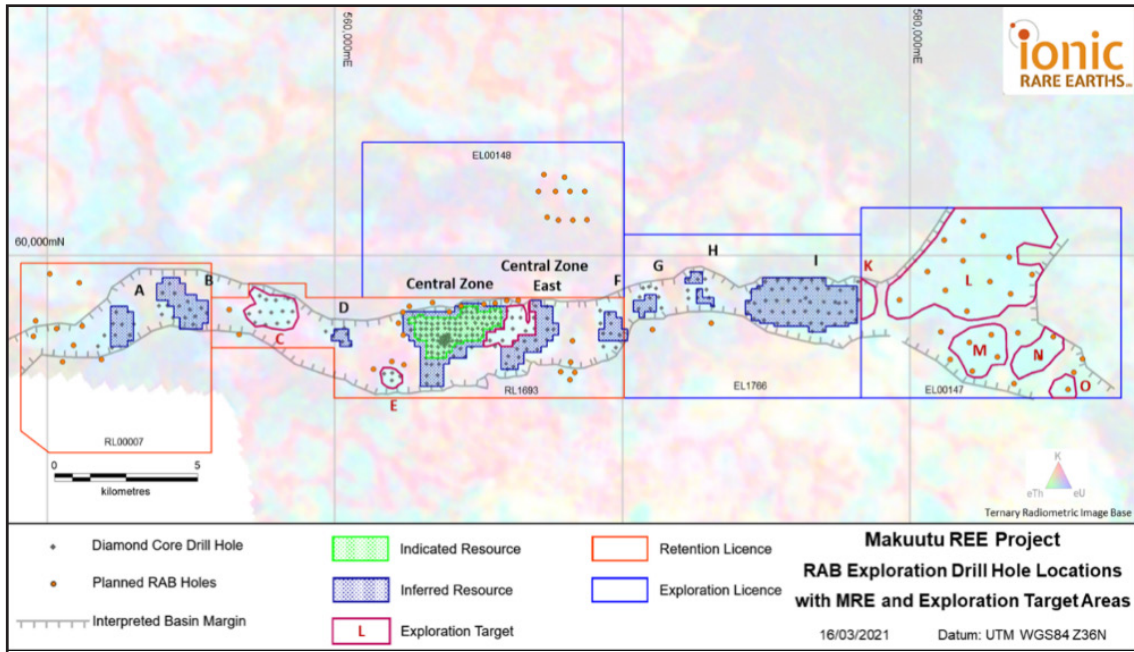 560,000mE
580,000mE
ionic
RARE EARTHS
EL00148
60,000mN
A
B
C
D
E
Central Zone
Central Zone
East
F
G
H
I
K
L
M
N
O
RL00007
RL1693
EL1766
EL00147
0
5
kilometres
K
eTh
eU
Ternary Radiometric Image Base
Diamond Core Drill Hole
Planned RAB Holes
Interpreted Basin Margin
Indicated Resource
Inferred Resource
L
Exploration Target
Retention Licence
Exploration Licence
Makuutu REE Project
RAB Exploration Drill Hole Locations
with MRE and Exploration Target Areas
16/03/2021
Datum: UTM WGS84 Z36N